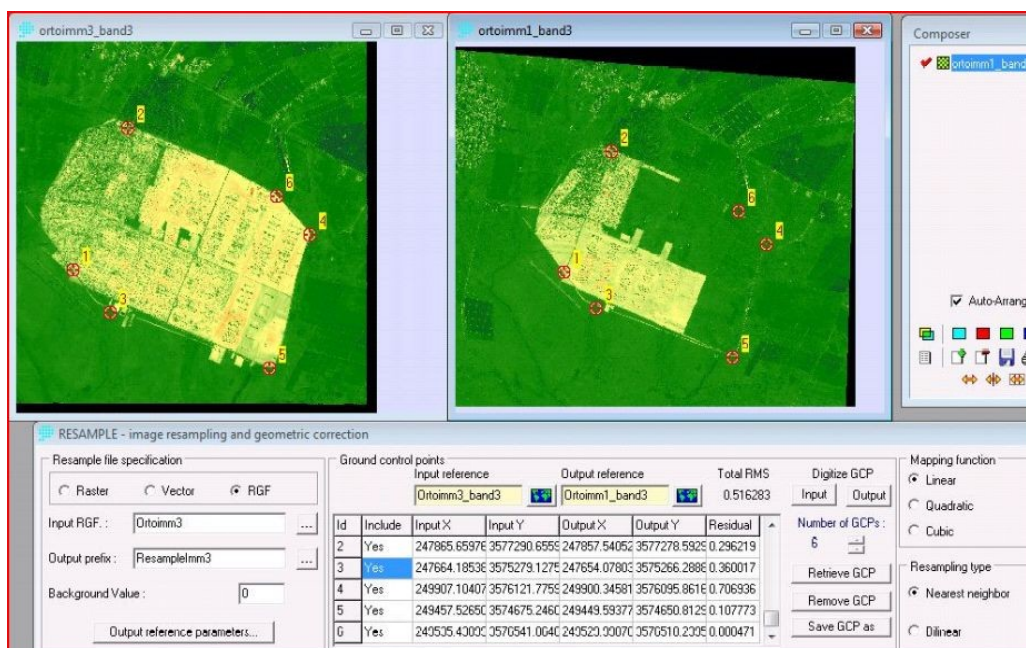 ortoimm3_band3
ortoimm1_band3
Composer
2
6
4
1
3
5
2
6
4
1
3
5
ortoimm1_band
Auto-Arrang
RESAMPLE - image resampling and geometric correction
Resample file specification
Raster Vector RGF
Input RGF. : Ortoimm3 ...
Output prefix : ResampleImm3 ...
Background Value : 0
Output reference parameters...
Ground control points
Input reference Output reference Total RMS
Ortoimm3_band3 Ortoimm1_band3 0.516283
Id Include Input X Input Y Output X Output Y Residual
2 Yes 247865.65976 3577290.6559 247857.54052 3577278.5929 0.296219
3 Yes 247664.18538 3575279.1275 247654.07803 3575266.2888 0.360017
4 Yes 249907.10407 3576121.7759 249900.34581 3576095.8616 0.706936
5 Yes 249457.52650 3574675.2460 249449.59377 3574650.8129 0.107773
6 Yes 0.000471
Digitize GCP
Input Output
Number of GCPs :
6
Retrieve GCP
Remove GCP
Save GCP as
Mapping function
Linear
Quadratic
Cubic
Resampling type
Nearest neighbor
Bilinear